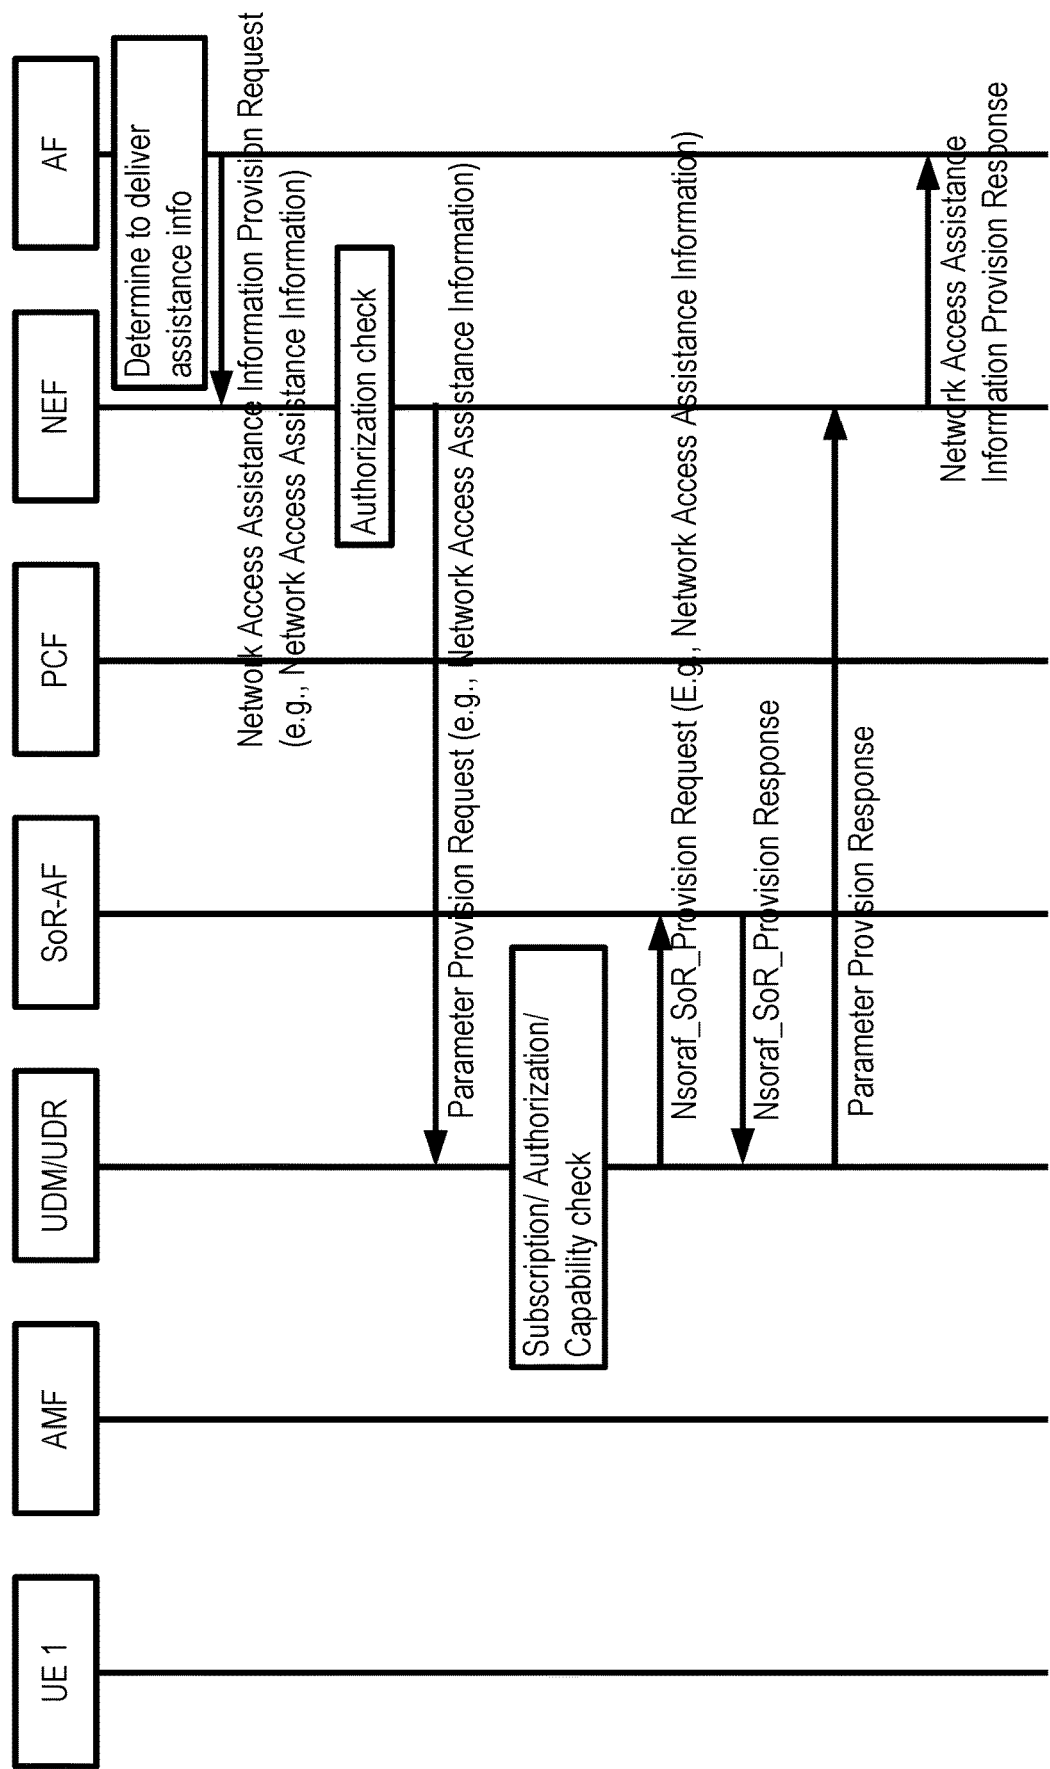 UE 1
AMF
UDM/UDR
SoR-AF
PCF
NEF
AF
Determine to deliver
assistance info
Network Access Assistance Information Provision Request
(e.g., Network Access Assistance Information)
Authorization check
Parameter Provision Request (e.g., Network Access Assistance Information)
Subscription/ Authorization/
Capability check
Nsoraf_SoR_Provision Request (E.g., Network Access Assistance Information)
Nsoraf_SoR_Provision Response
Parameter Provision Response
Network Access Assistance
Information Provision Response